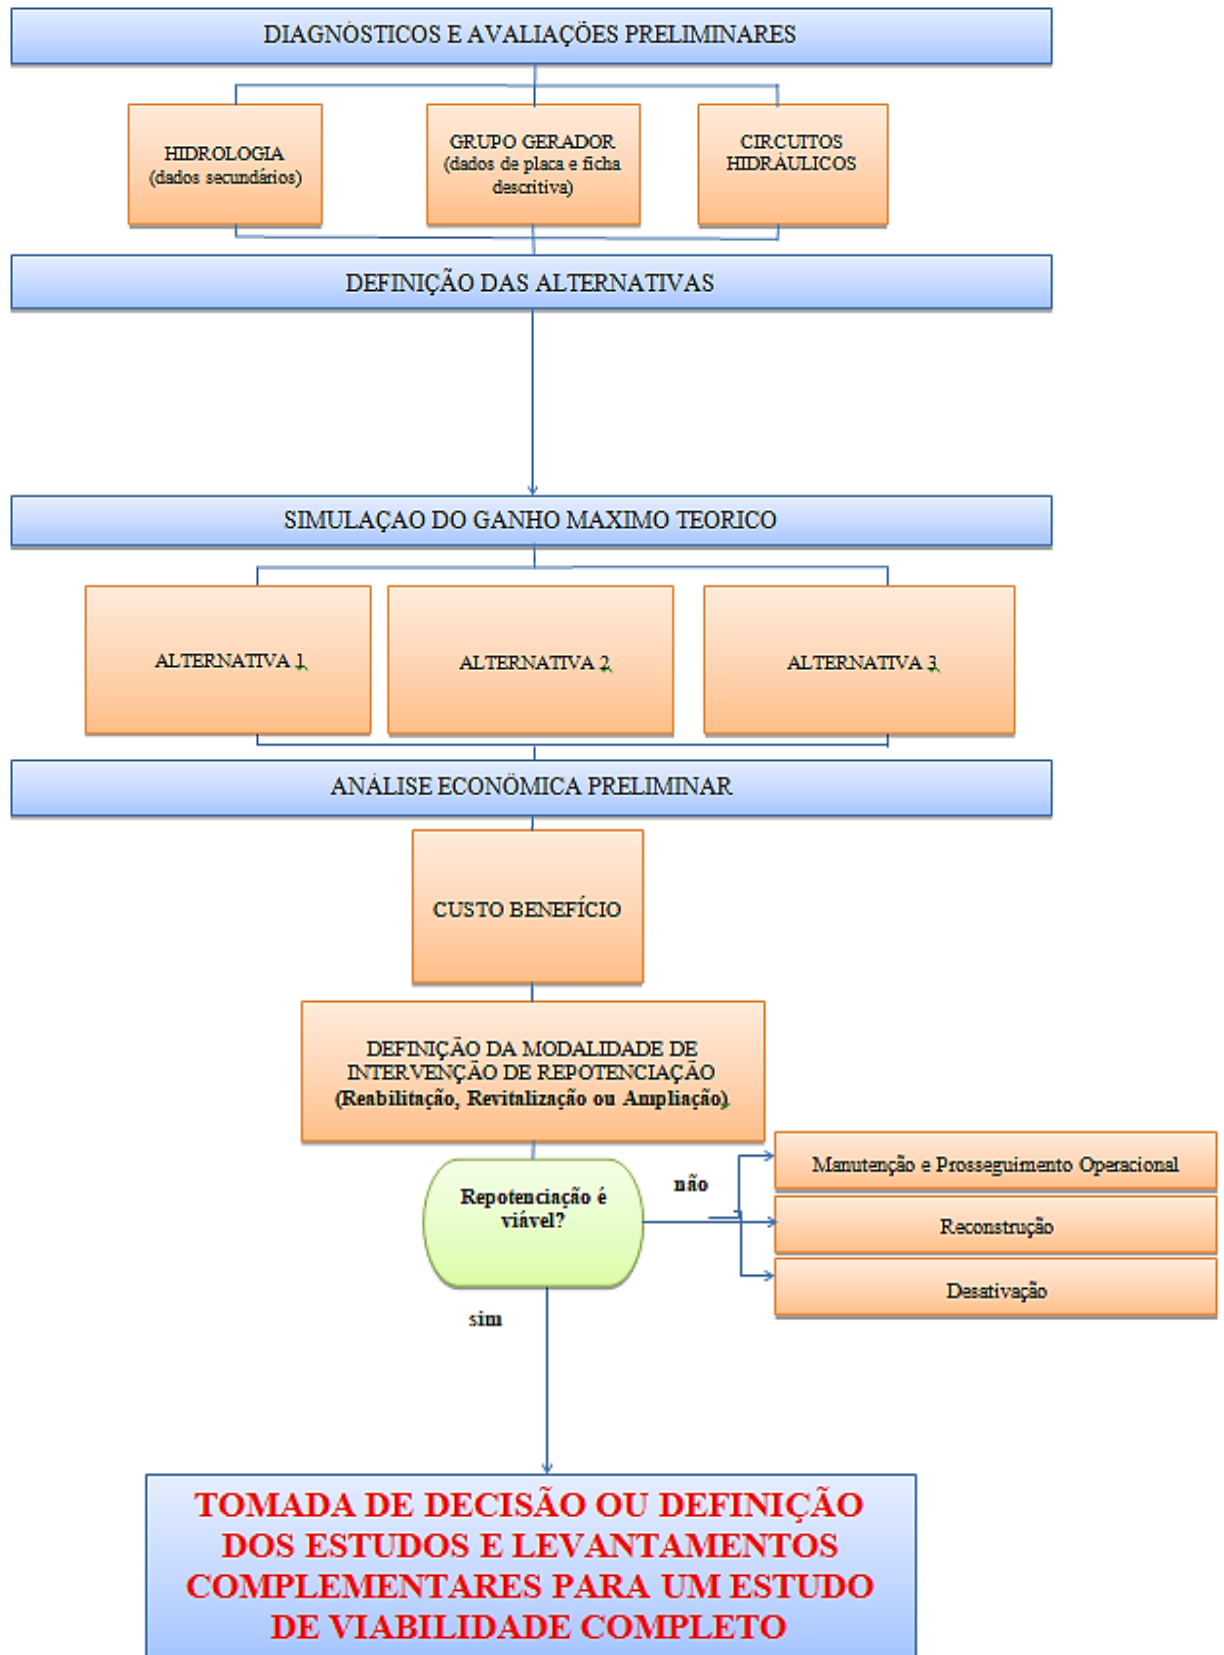 DIAGNÓSTICOS E AVALIAÇÕES PRELIMINARES
HIDROLOGIA
(dados secundários)
GRUPO GERADOR
(dados de placa e ficha
descritiva)
CIRCUITOS
HIDRÁULICOS
DEFINIÇÃO DAS ALTERNATIVAS
SIMULAÇAO DO GANHO MAXIMO TEORICO
ALTERNATIVA 1
ALTERNATIVA 2
ALTERNATIVA 3
ANÁLISE ECONÔMICA PRELIMINAR
CUSTO BENEFÍCIO
DEFINIÇÃO DA MODALIDADE DE
INTERVENÇÃO DE REPOTENCIAÇÃO
(Reabilitação, Revitalização ou Ampliação)
Repotenciação é
viável?
não
Manutenção e Prosseguimento Operacional
Reconstrução
Desativação
sim
TOMADA DE DECISÃO OU DEFINIÇÃO
DOS ESTUDOS E LEVANTAMENTOS
COMPLEMENTARES PARA UM ESTUDO
DE VIABILIDADE COMPLETO